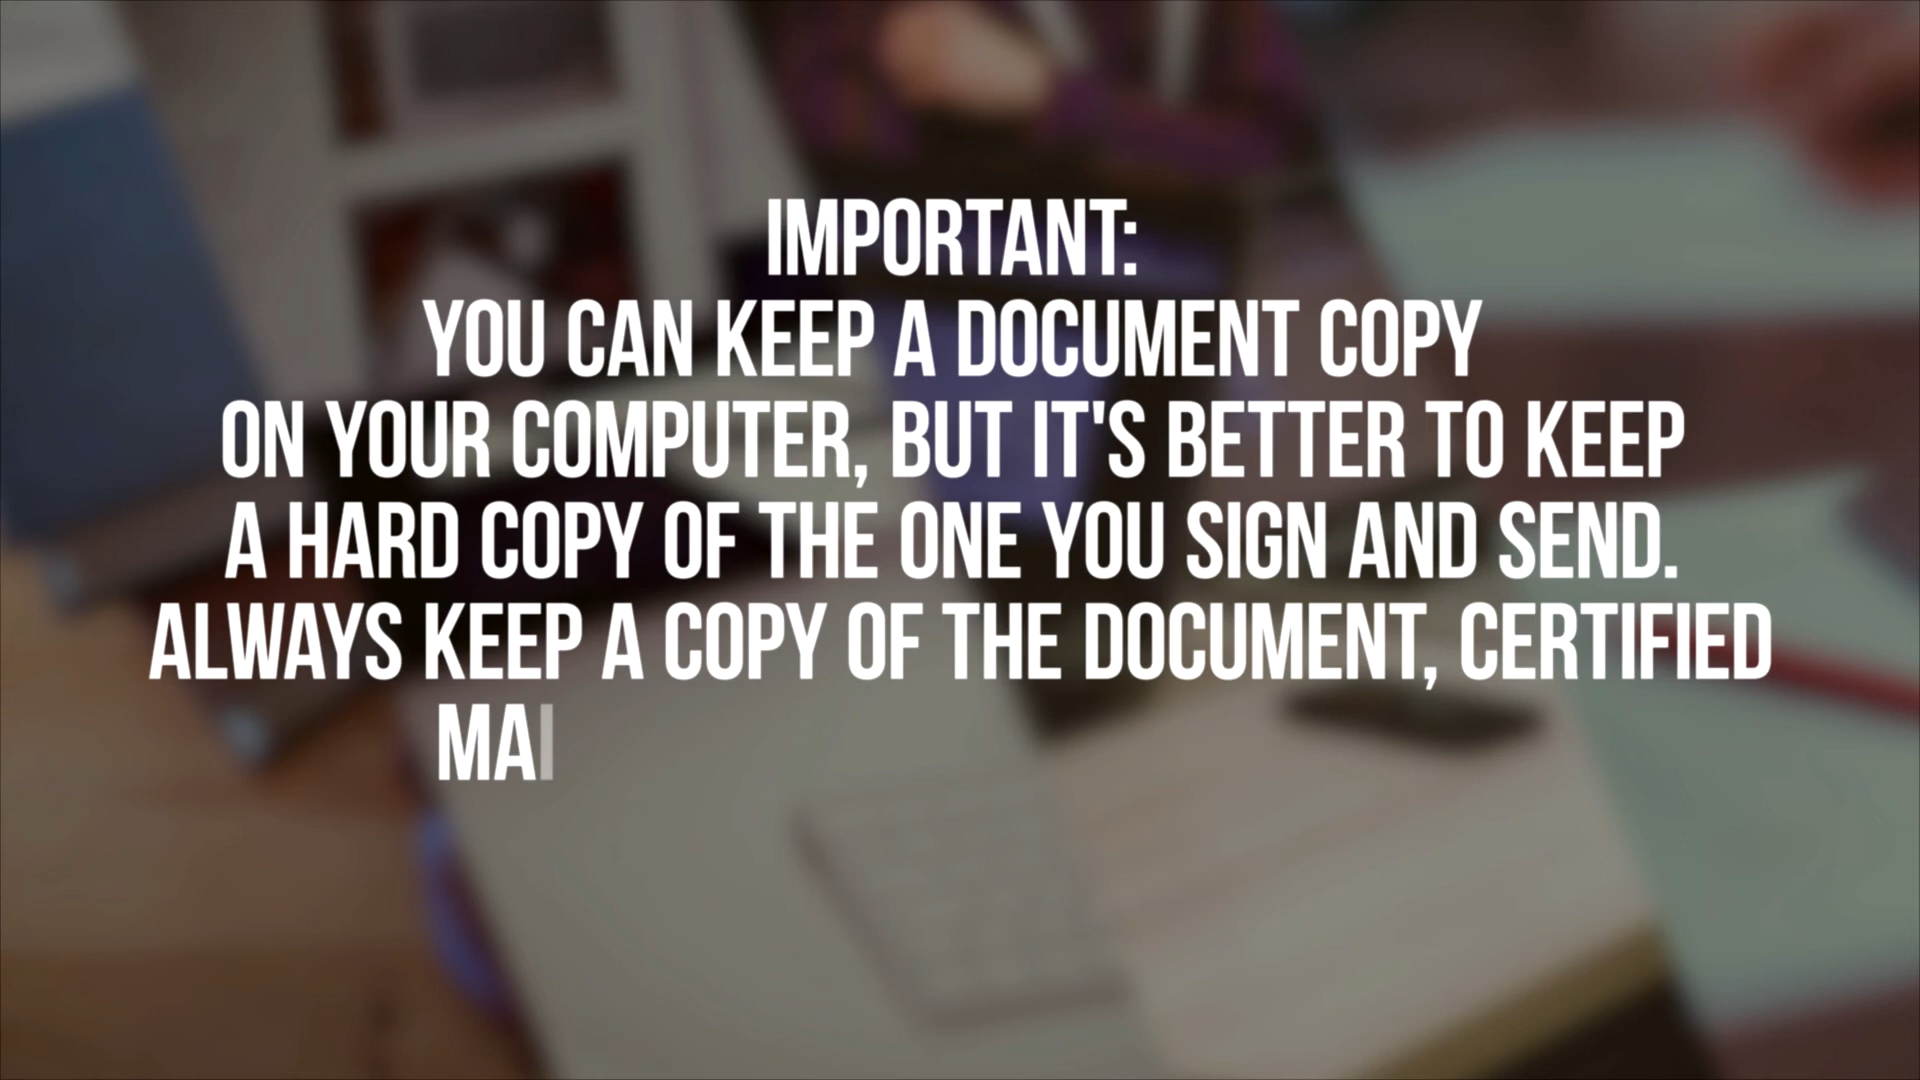 IMPORTANT:
YOU CAN KEEP A DOCUMENT COPY
ON YOUR COMPUTER, BUT IT'S BETTER TO KEEP
A HARD COPY OF THE ONE YOU SIGN AND SEND.
ALWAYS KEEP A COPY OF THE DOCUMENT, CERTIFIED
MAI